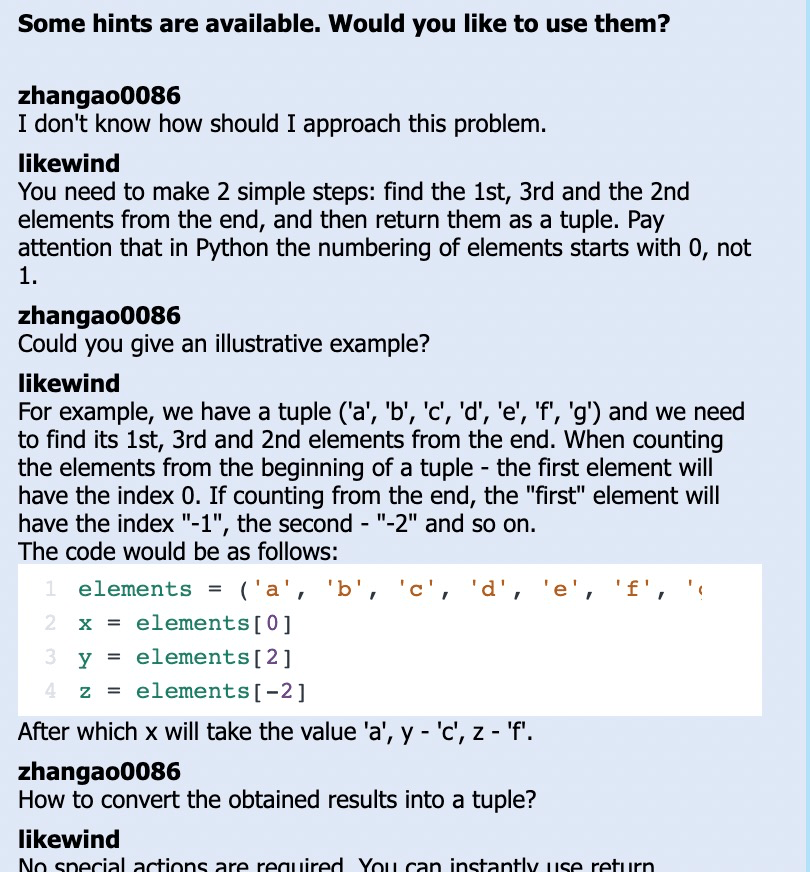 Some hints are available. Would you like to use them?
zhangao0086
I don't know how should I approach this problem.
likewind
You need to make 2 simple steps: find the 1st, 3rd and the 2nd
elements from the end, and then return them as a tuple. Pay
attention that in Python the numbering of elements starts with 0, not
1.
zhangao0086
Could you give an illustrative example?
likewind
For example, we have a tuple ('a', 'b', 'c', 'd', 'e', 'f', 'g') and we need
to find its 1st, 3rd and 2nd elements from the end. When counting
the elements from the beginning of a tuple - the first element will
have the index 0. If counting from the end, the "first" element will
have the index "-1", the second - "-2" and so on.
The code would be as follows:
1 elements = ('a', 'b', 'c', 'd', 'e', 'f', '
2 x = elements[0]
3 y = elements[2]
4 z = elements[-2]
After which x will take the value 'a', y - 'c', z - 'f'.
zhangao0086
How to convert the obtained results into a tuple?
likewind
No special actions are required. You can instantly use return